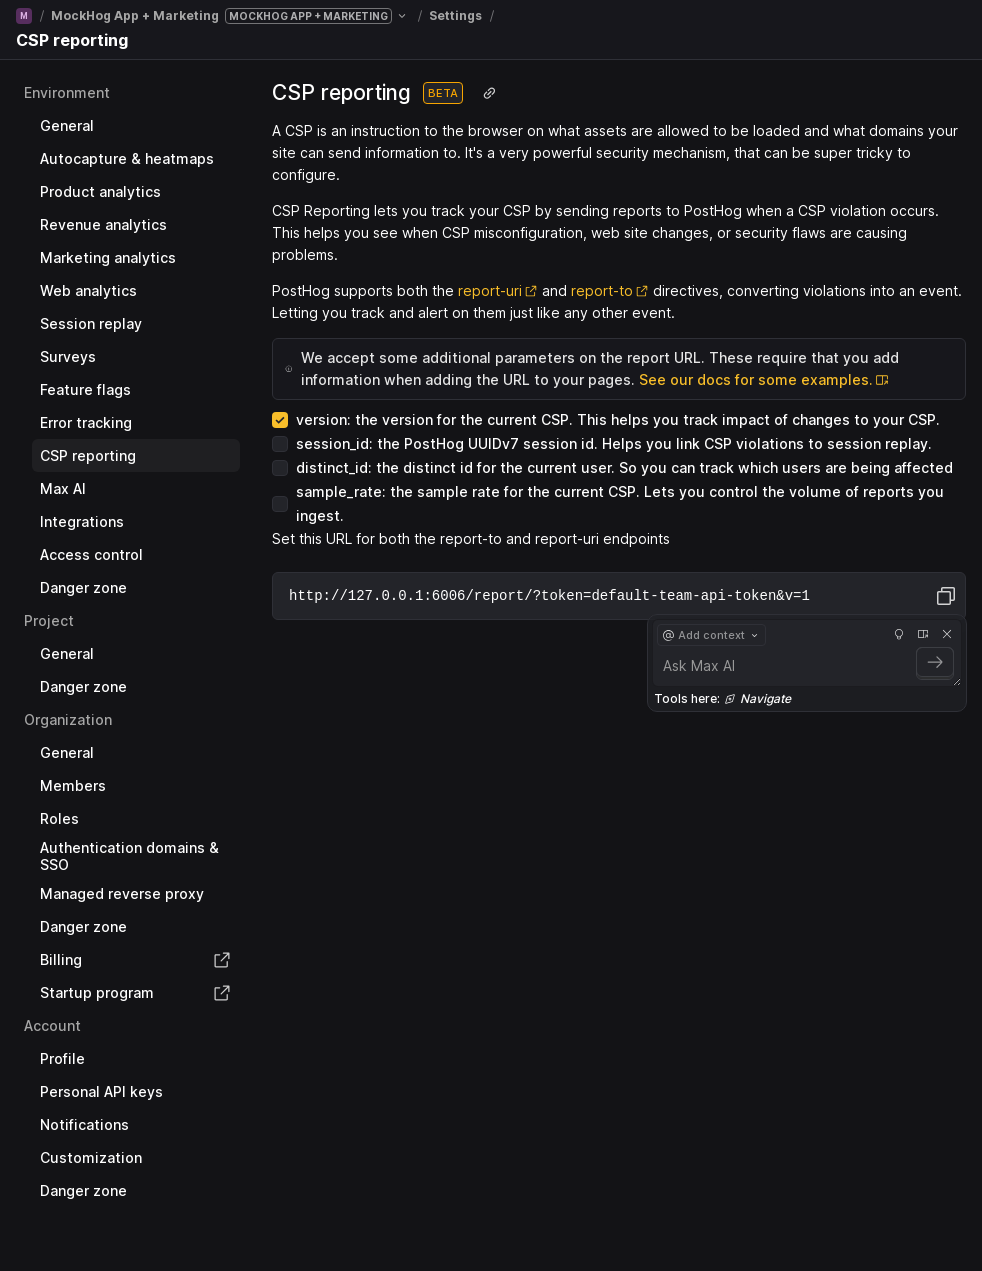 M / MockHog App + Marketing MOCKHOG APP + MARKETING / Settings /
CSP reporting
Environment
General
Autocapture & heatmaps
Product analytics
Revenue analytics
Marketing analytics
Web analytics
Session replay
Surveys
Feature flags
Error tracking
CSP reporting
Max AI
Integrations
Access control
Danger zone
Project
General
Danger zone
Organization
General
Members
Roles
Authentication domains &
SSO
Managed reverse proxy
Danger zone
Billing
Startup program
Account
Profile
Personal API keys
Notifications
Customization
Danger zone
CSP reporting BETA
A CSP is an instruction to the browser on what assets are allowed to be loaded and what domains your
site can send information to. It's a very powerful security mechanism, that can be super tricky to
configure.
CSP Reporting lets you track your CSP by sending reports to PostHog when a CSP violation occurs.
This helps you see when CSP misconfiguration, web site changes, or security flaws are causing
problems.
PostHog supports both the report-uri and report-to directives, converting violations into an event.
Letting you track and alert on them just like any other event.
We accept some additional parameters on the report URL. These require that you add
information when adding the URL to your pages. See our docs for some examples.
version: the version for the current CSP. This helps you track impact of changes to your CSP.
session_id: the PostHog UUIDv7 session id. Helps you link CSP violations to session replay.
distinct_id: the distinct id for the current user. So you can track which users are being affected
sample_rate: the sample rate for the current CSP. Lets you control the volume of reports you
ingest.
Set this URL for both the report-to and report-uri endpoints
http://127.0.0.1:6006/report/?token=default-team-api-token&v=1
@ Add context
Ask Max AI
Tools here: Navigate